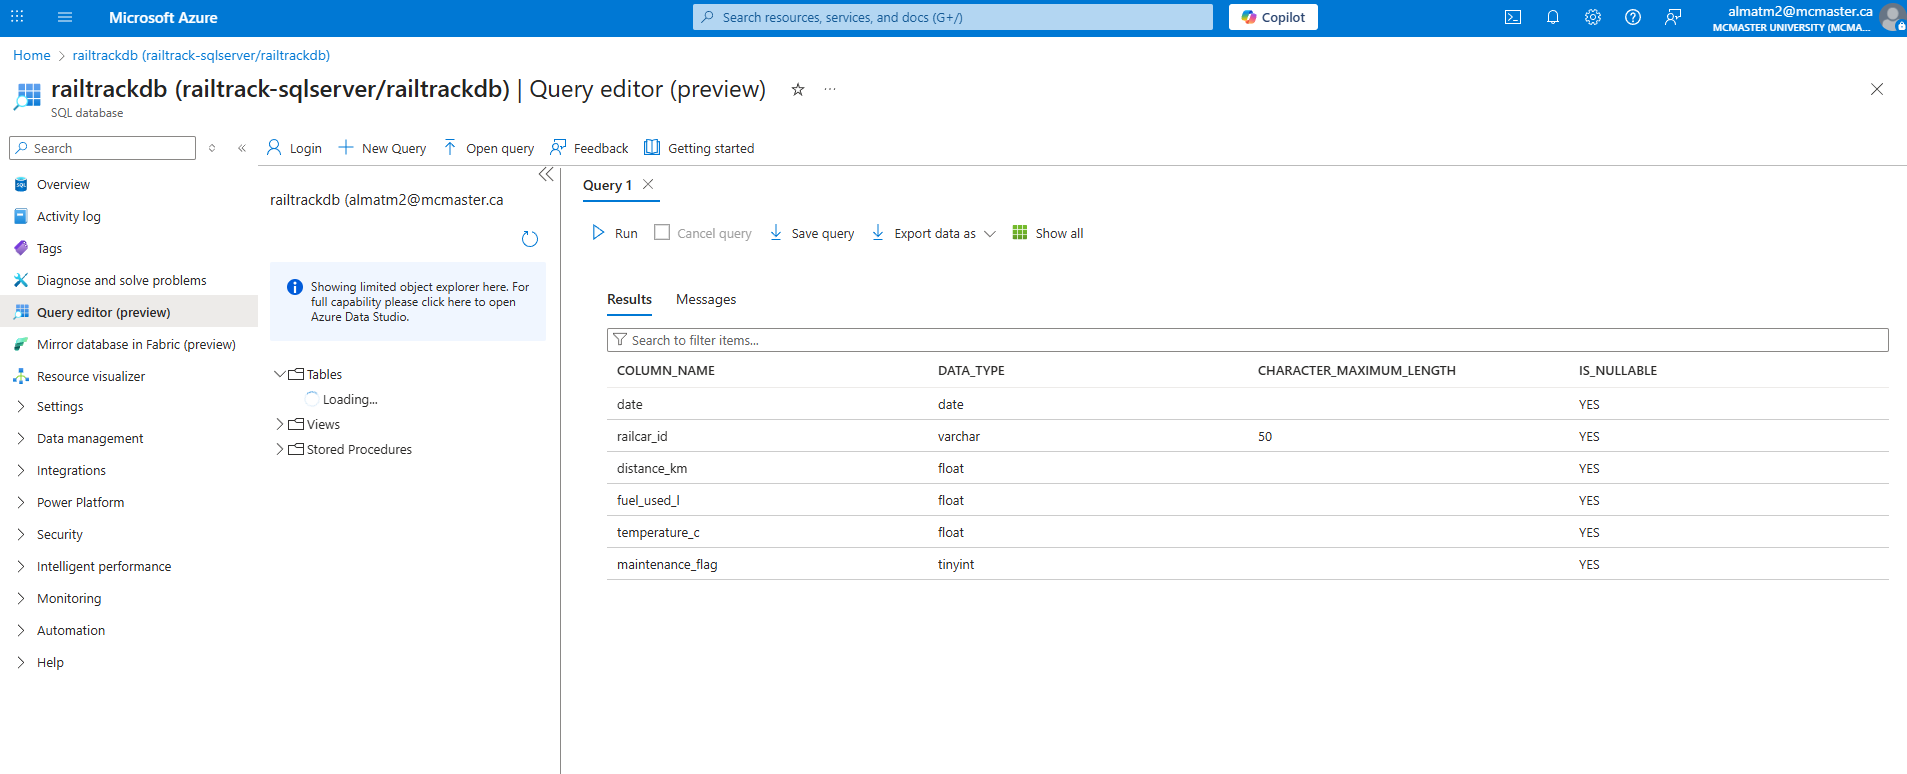 Microsoft Azure
Search resources, services, and docs (G+/)
Copilot
almatm2@mcmaster.ca
MCMASTER UNIVERSITY (MCMA...
Home > railtrackdb (railtrack-sqlserver/railtrackdb)
railtrackdb (railtrack-sqlserver/railtrackdb) | Query editor (preview)
SQL database
Search
Overview
Activity log
Tags
Diagnose and solve problems
Query editor (preview)
Mirror database in Fabric (preview)
Resource visualizer
Settings
Data management
Integrations
Power Platform
Security
Intelligent performance
Monitoring
Automation
Help
Login
New Query
Open query
Feedback
Getting started
railtrackdb (almatm2@mcmaster.ca
Showing limited object explorer here. For
full capability please click here to open
Azure Data Studio.
Tables
Loading...
Views
Stored Procedures
Query 1
Run
Cancel query
Save query
Export data as
Show all
Results Messages
Search to filter items...
COLUMN_NAME DATA_TYPE CHARACTER_MAXIMUM_LENGTH IS_NULLABLE
date date YES
railcar_id varchar 50 YES
distance_km float YES
fuel_used_l float YES
temperature_c float YES
maintenance_flag tinyint YES